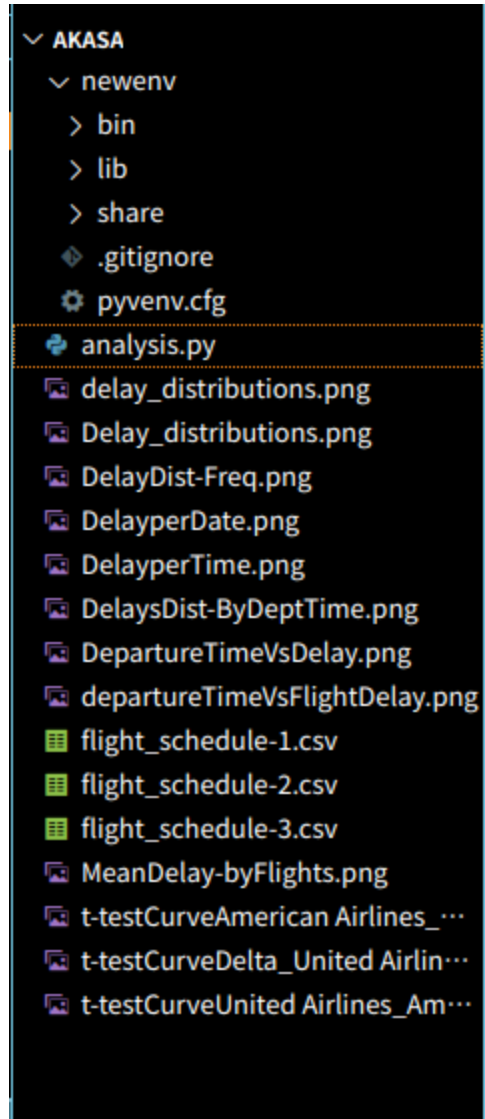 AKASA
newenv
bin
lib
share
.gitignore
pyvenv.cfg
analysis.py
delay_distributions.png
Delay_distributions.png
DelayDist-Freq.png
DelayperDate.png
DelayperTime.png
DelaysDist-ByDeptTime.png
DepartureTimeVsDelay.png
departureTimeVsFlightDelay.png
flight_schedule-1.csv
flight_schedule-2.csv
flight_schedule-3.csv
MeanDelay-byFlights.png
t-testCurveAmerican Airlines_···
t-testCurveDelta_United Airlin···
t-testCurveUnited Airlines_Am···